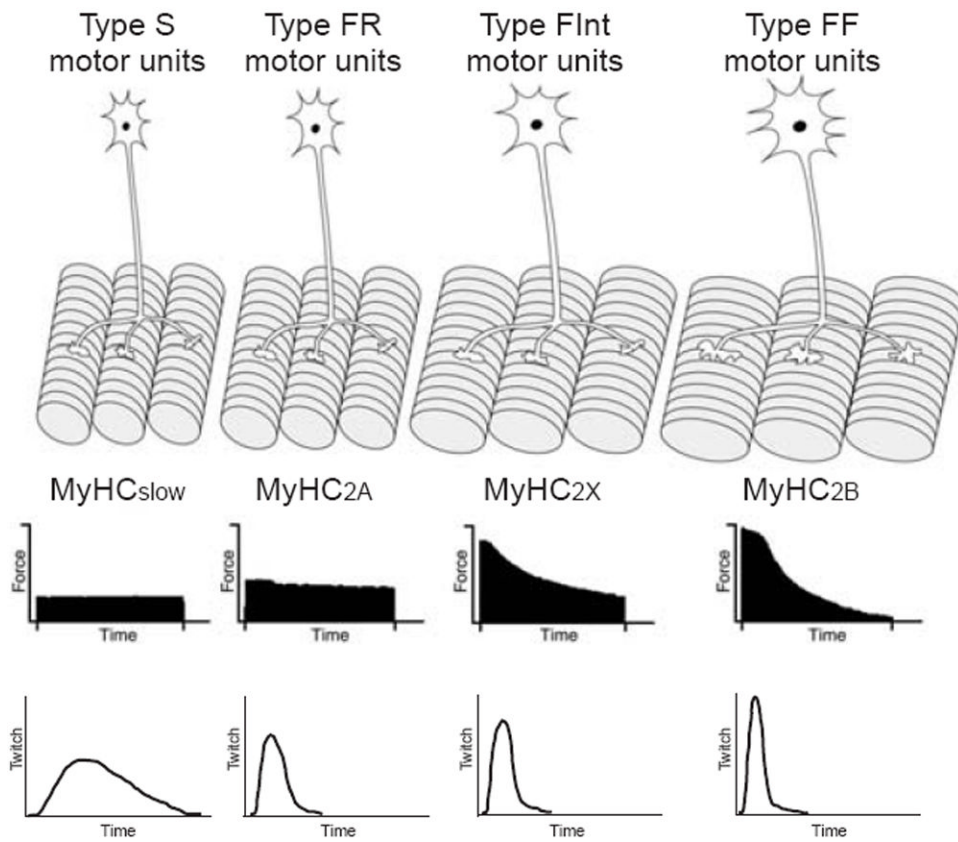 Type S
motor units
Type FR
motor units
Type FInt
motor units
Type FF
motor units
MyHCslow
MyHC2A
MyHC2X
MyHC2B
Force
Time
Force
Time
Force
Time
Force
Time
Twitch
Time
Twitch
Time
Twitch
Time
Twitch
Time